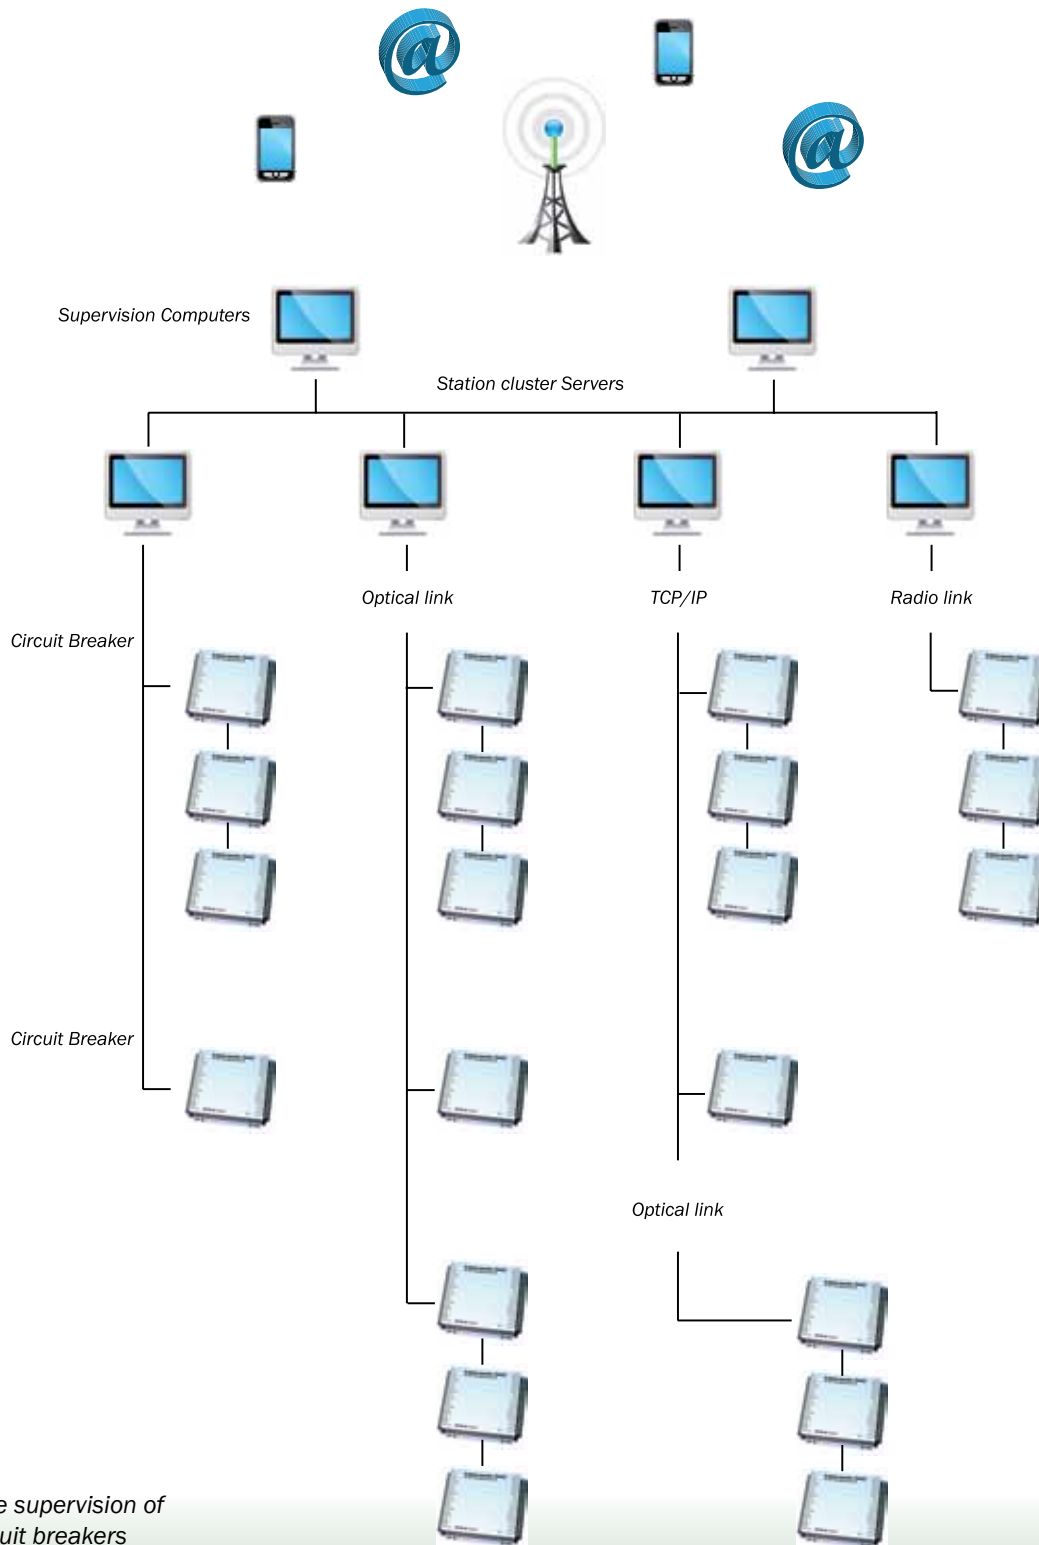 Supervision Computers
Station cluster Servers
Optical link
TCP/IP
Radio link
Circuit Breaker
Circuit Breaker
Optical link
e supervision of
uit breakers